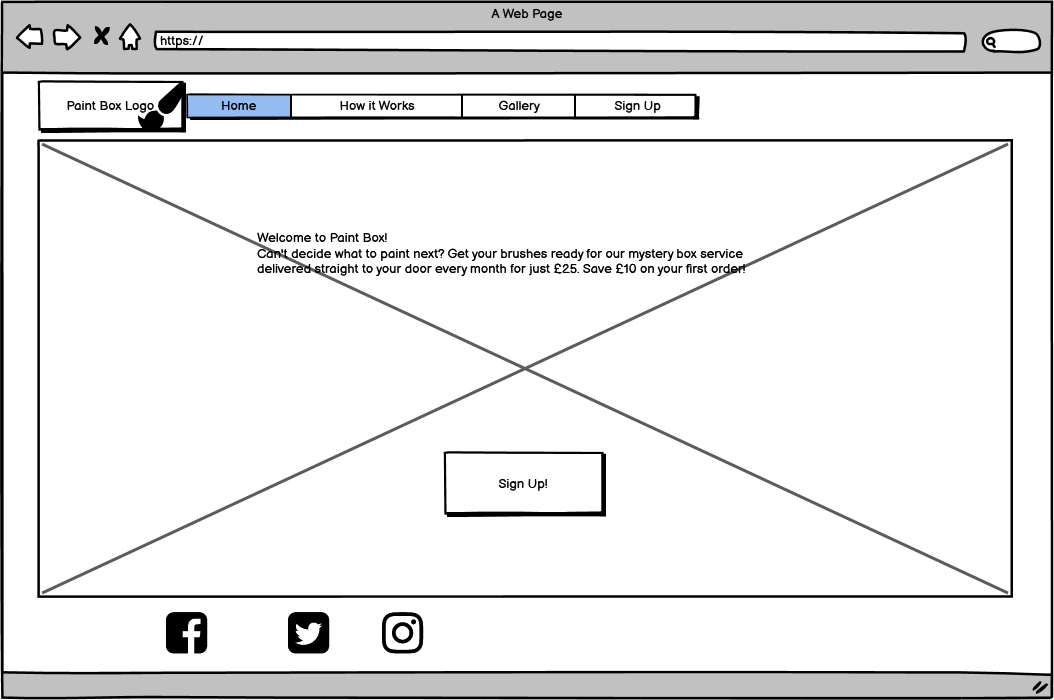 A Web Page
https://
Paint Box Logo
Home
How it Works
Gallery
Sign Up
Welcome to Paint Box!
Can't decide what to paint next? Get your brushes ready for our mystery box service
delivered straight to your door every month for just £25. Save £10 on your first order!
Sign Up!